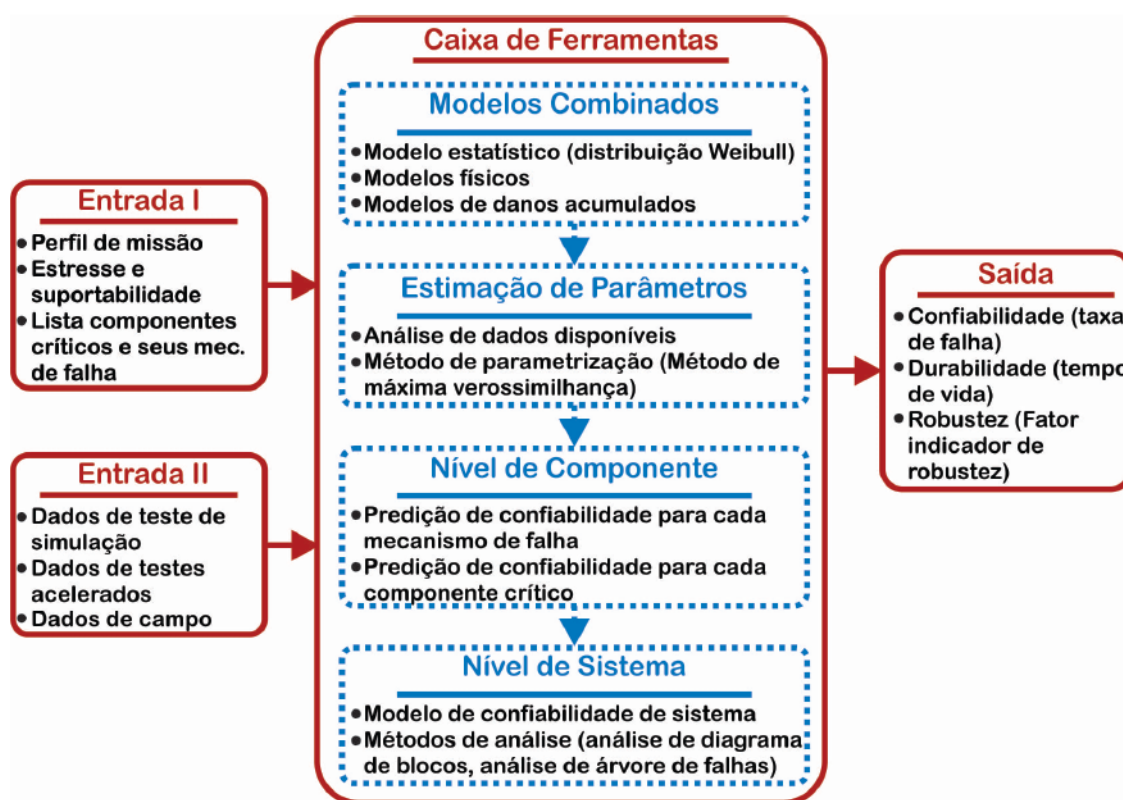 Caixa de Ferramentas
Modelos Combinados
•Modelo estatístico (distribuição Weibull)
•Modelos físicos
•Modelos de danos acumulados
Entrada I
•Perfil de missão
•Estresse e
suportabilidade
•Lista componentes
críticos e seus mec.
de falha
Estimação de Parâmetros
•Análise de dados disponíveis
•Método de parametrização (Método de
máxima verossimilhança)
Saída
•Confiabilidade (taxa
de falha)
•Durabilidade (tempo
de vida)
•Robustez (Fator
indicador de
robustez)
Entrada II
•Dados de teste de
simulação
•Dados de testes
acelerados
•Dados de campo
Nível de Componente
•Predição de confiabilidade para cada
mecanismo de falha
•Predição de confiabilidade para cada
componente crítico
Nível de Sistema
•Modelo de confiabilidade de sistema
•Métodos de análise (análise de diagrama
de blocos, análise de árvore de falhas)